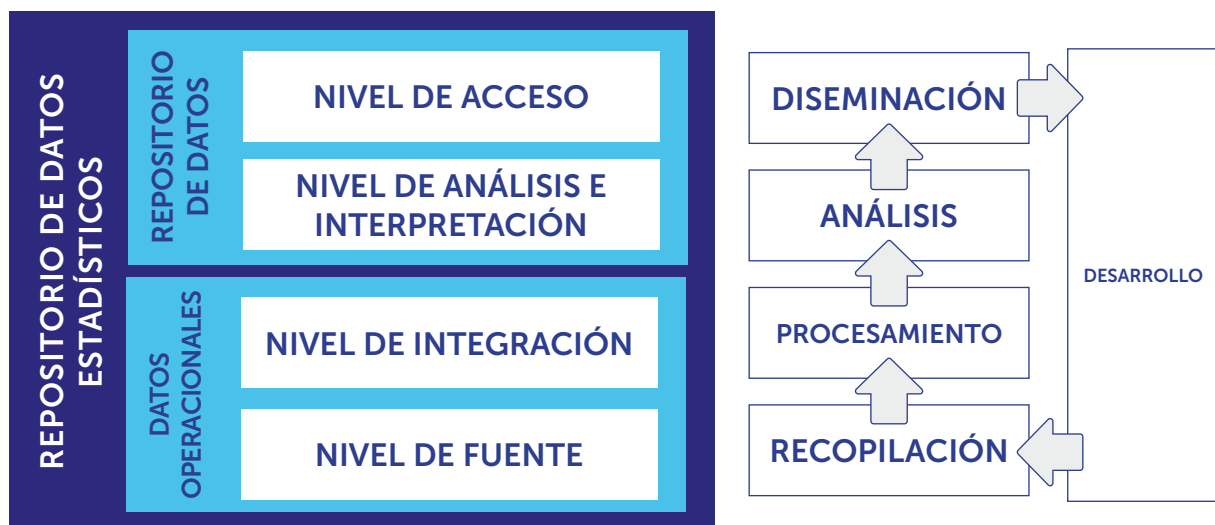 REPOSITORIO DE DATOS
ESTADÍSTICOS
REPOSITORIO
DE DATOS
NIVEL DE ACCESO
NIVEL DE ANÁLISIS E
INTERPRETACIÓN
DATOS
OPERACIONALES
NIVEL DE INTEGRACIÓN
NIVEL DE FUENTE
DISEMINACIÓN
ANÁLISIS
PROCESAMIENTO
RECOPILACIÓN
DESARROLLO